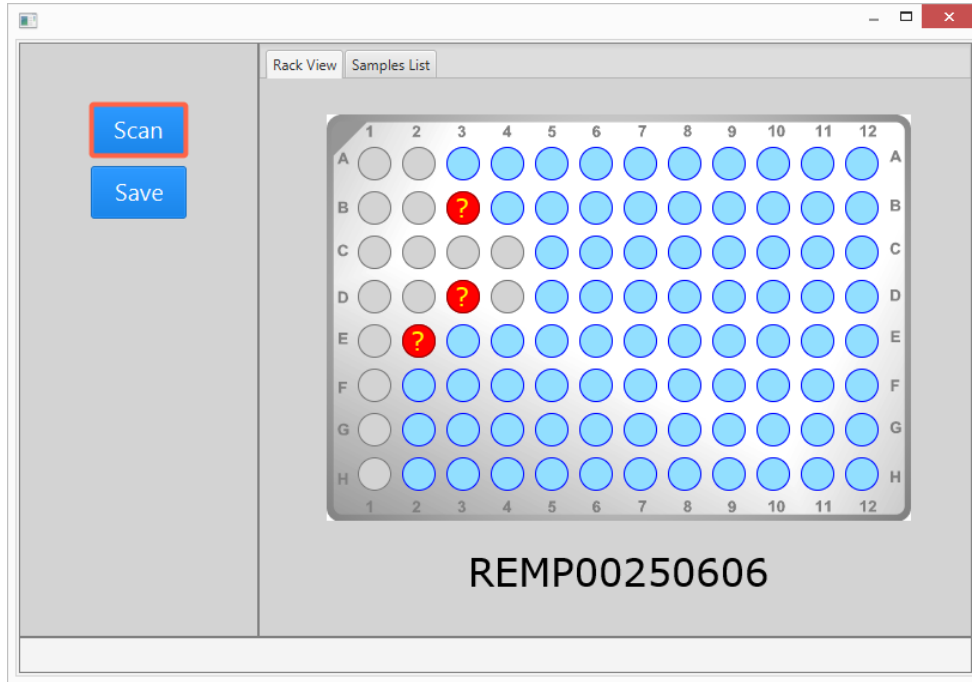 Rack View Samples List
Scan
Save
1 2 3 4 5 6 7 8 9 10 11 12
A A
B ? B
C C
D ? D
E ? E
F F
G G
H H
1 2 3 4 5 6 7 8 9 10 11 12
REMP00250606